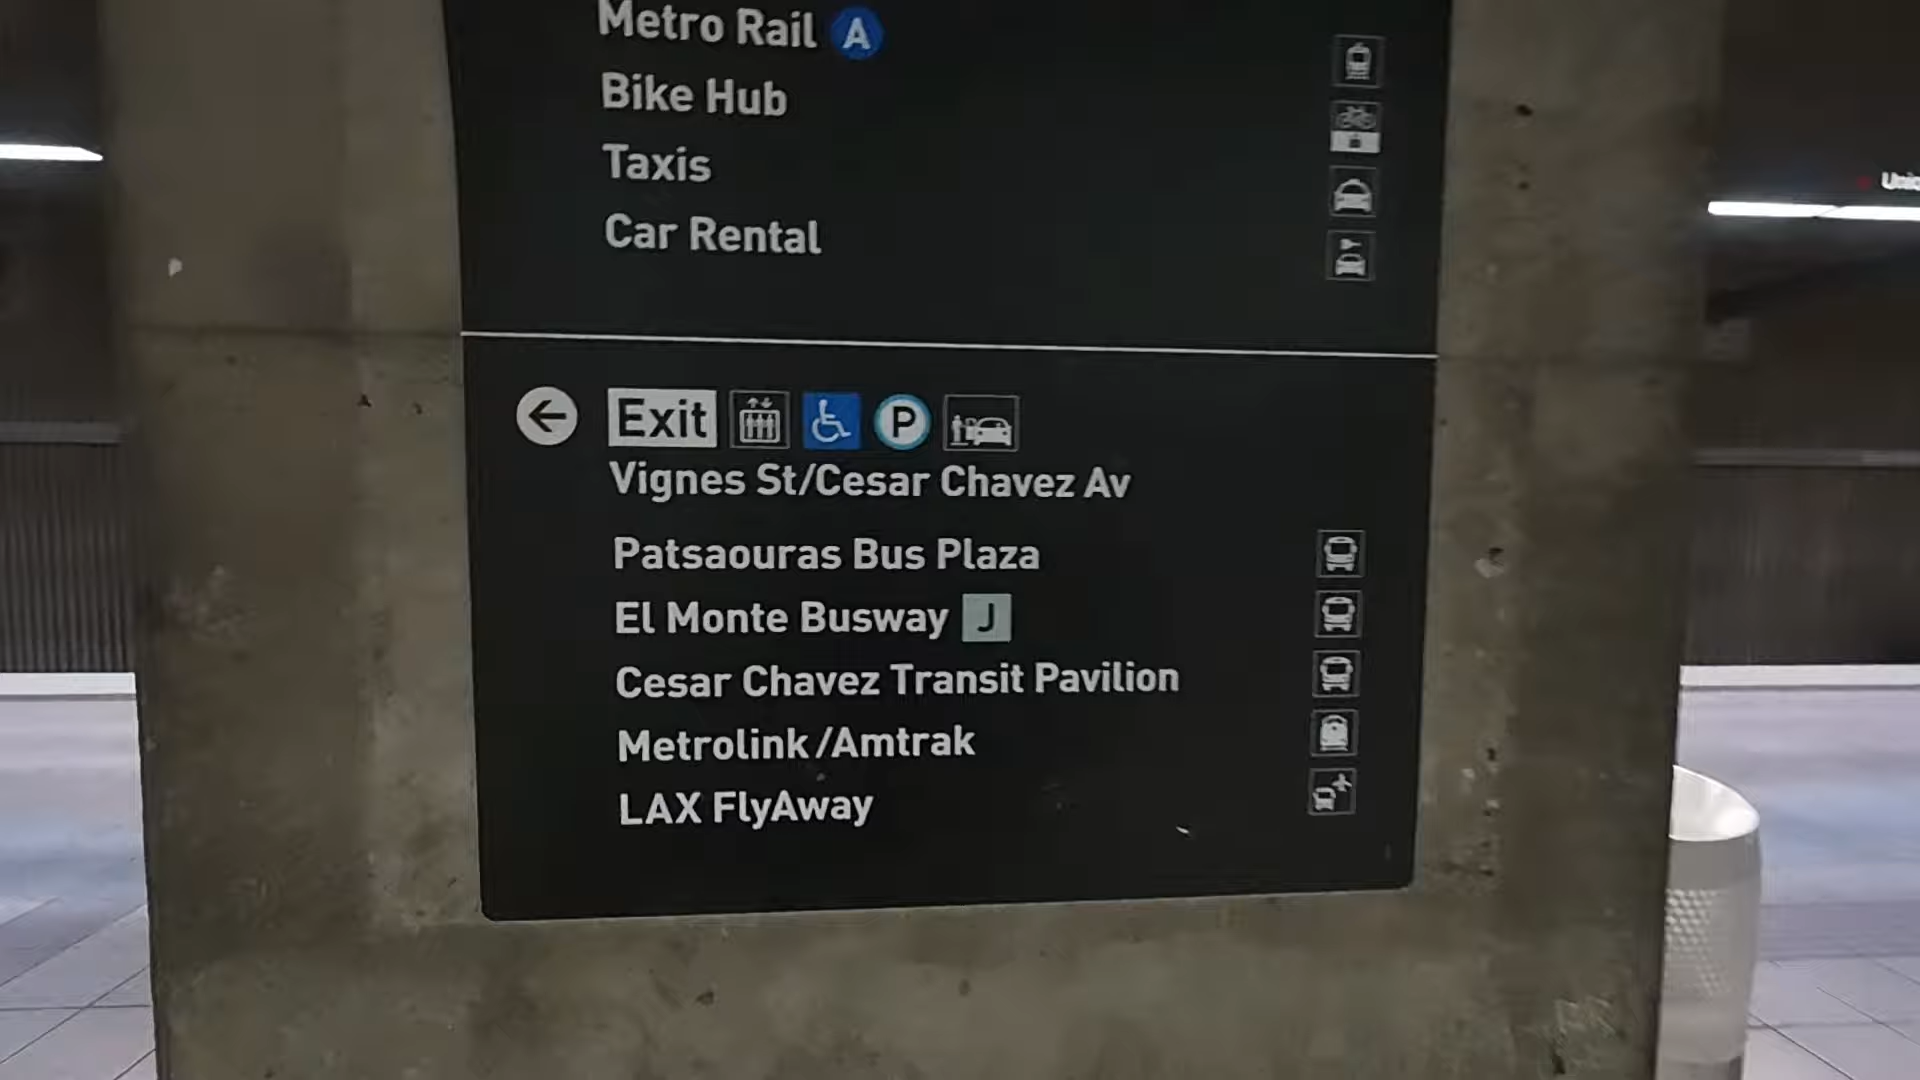 Metro Rail A
Bike Hub
Taxis
Car Rental
Exit P
Vignes St/Cesar Chavez Av
Patsaouras Bus Plaza
El Monte Busway J
Cesar Chavez Transit Pavilion
Metrolink/Amtrak
LAX FlyAway